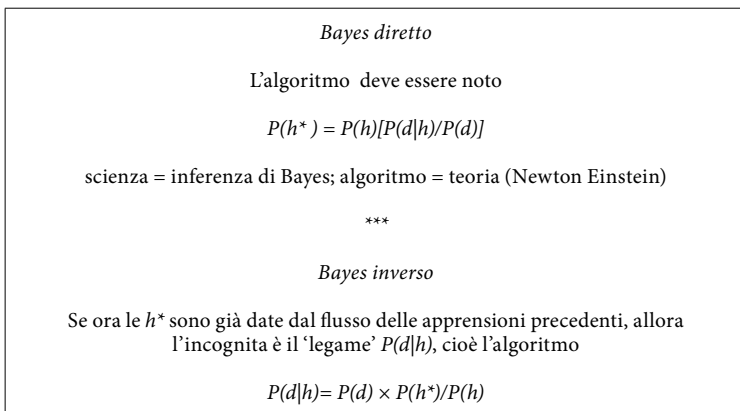 Bayes diretto
L’algoritmo deve essere noto
P(h* ) = P(h)[P(d|h)/P(d)]
scienza = inferenza di Bayes; algoritmo = teoria (Newton Einstein)
***
Bayes inverso
Se ora le h* sono già date dal flusso delle apprensioni precedenti, allora
l’incognita è il ‘legame’ P(d|h), cioè l’algoritmo
P(d|h)= P(d) × P(h*)/P(h)